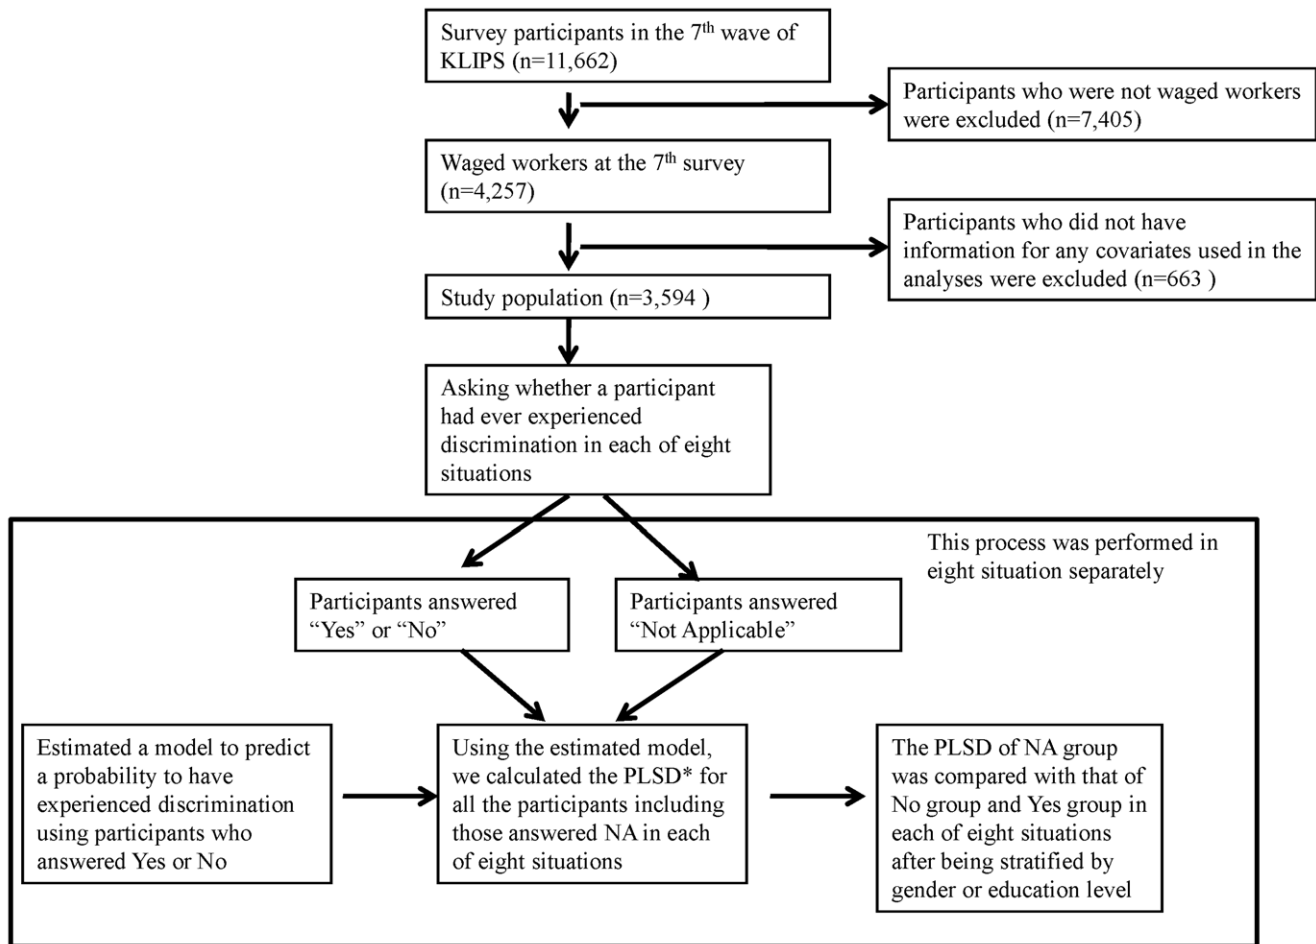 Survey participants in the 7th wave of
KLIPS (n=11,662)
Participants who were not waged workers
were excluded (n=7,405)
Waged workers at the 7th survey
(n=4,257)
Participants who did not have
information for any covariates used in the
analyses were excluded (n=663 )
Study population (n=3,594 )
Asking whether a participant
had ever experienced
discrimination in each of eight
situations
This process was performed in
eight situation separately
Participants answered
“Yes” or “No”
Participants answered
“Not Applicable”
Estimated a model to predict
a probability to have
experienced discrimination
using participants who
answered Yes or No
Using the estimated model,
we calculated the PLSD* for
all the participants including
those answered NA in each
of eight situations
The PLSD of NA group
was compared with that of
No group and Yes group in
each of eight situations
after being stratified by
gender or education level